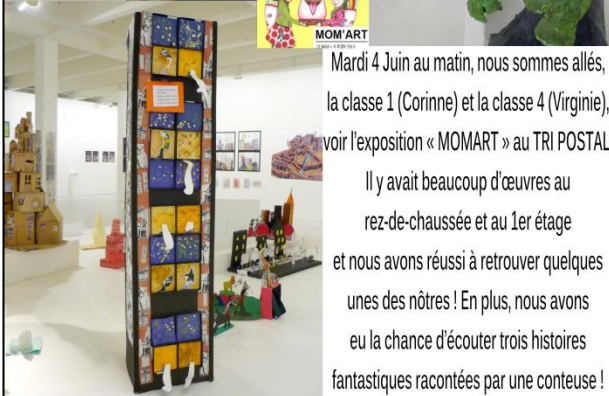 MOM'ART
Mardi 4 Juin au matin, nous sommes allés,
la classe 1 (Corinne) et la classe 4 (Virginie),
voir l'exposition « MOMART » au TRI POSTAL
Il y avait beaucoup d'œuvres au
rez-de-chaussée et au 1er étage
et nous avons réussi à retrouver quelques
unes des nôtres ! En plus, nous avons
eu la chance d'écouter trois histoires
fantastiques racontées par une conteuse !